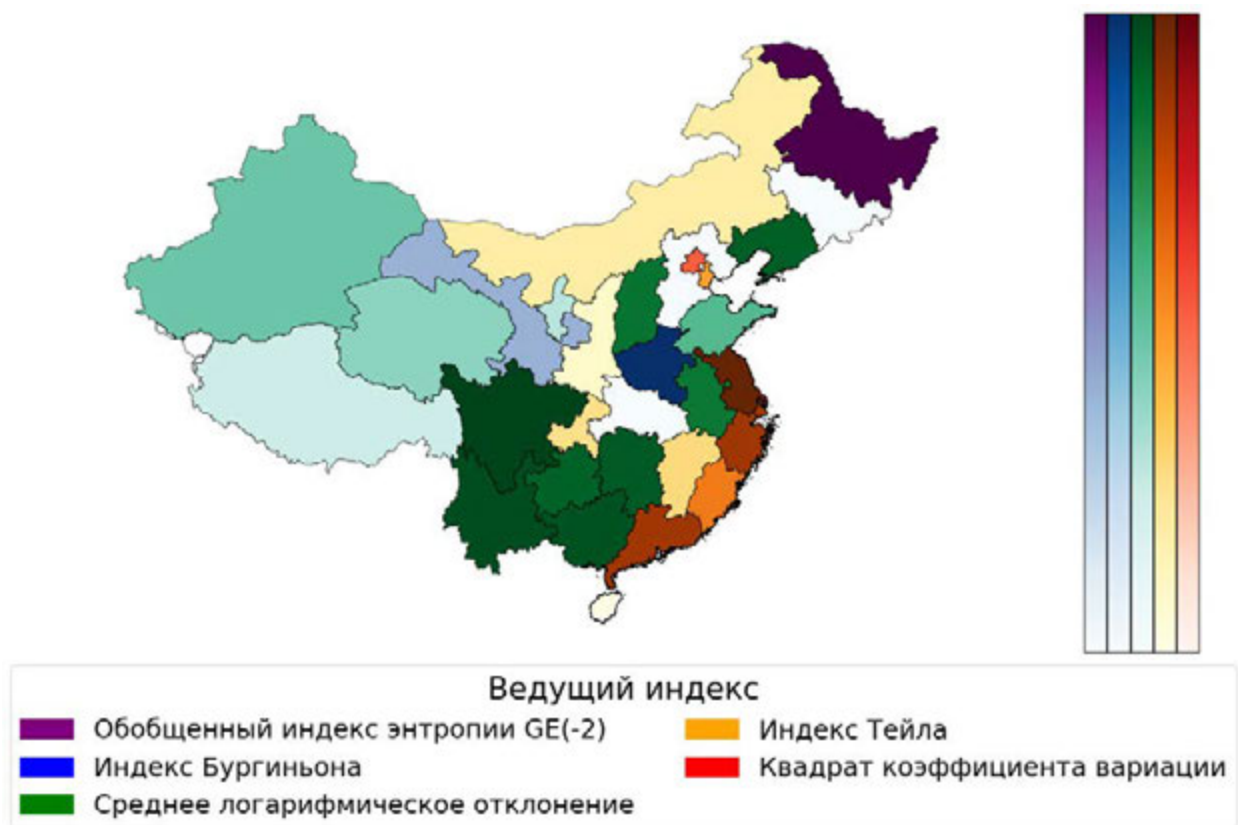 Ведущий индекс
Обобщенный индекс энтропии GE(-2)
Индекс Бургиньона
Среднее логарифмическое отклонение
Индекс Тейла
Квадрат коэффициента вариации